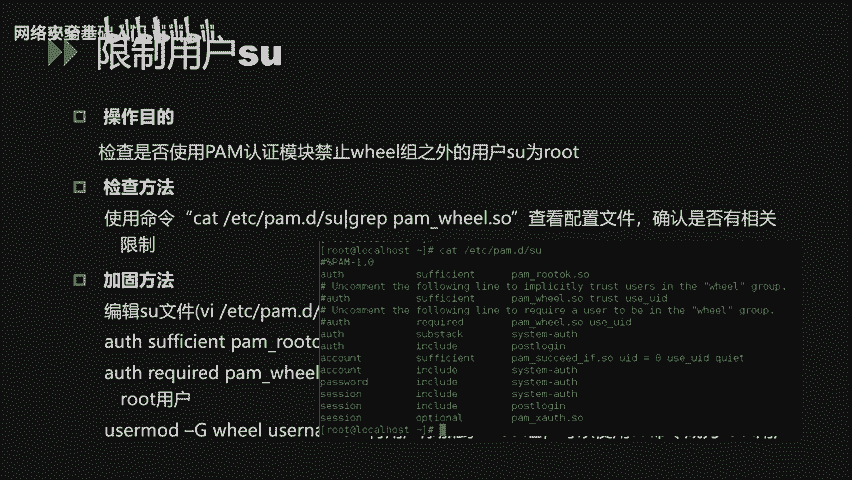 网络安全基础入门
限制用户su
操作目的
检查是否使用PAM认证模块禁止wheel组之外的用户su为root
检查方法
使用命令“cat /etc/pam.d/su|grep pam_wheel.so”查看配置文件，确认是否有相关
限制
加固方法
编辑su文件(vi /etc/pam.d/
auth sufficient pam_rooto
auth required pam_wheel
root用户
usermod –G wheel userna
[root@localhost ~]# cat /etc/pam.d/su
#%PAM-1.0
auth sufficient pam_rootok.so
# Uncomment the following line to implicitly trust users in the "wheel" group.
#auth sufficient pam_wheel.so trust use_uid
# Uncomment the following line to require a user to be in the "wheel" group.
#auth required pam_wheel.so use_uid
auth substack system-auth
auth include postlogin
account sufficient pam_succeed_if.so uid = 0 use_uid quiet
account include system-auth
password include system-auth
session include system-auth
session include postlogin
session optional pam_xauth.so
[root@localhost ~]#